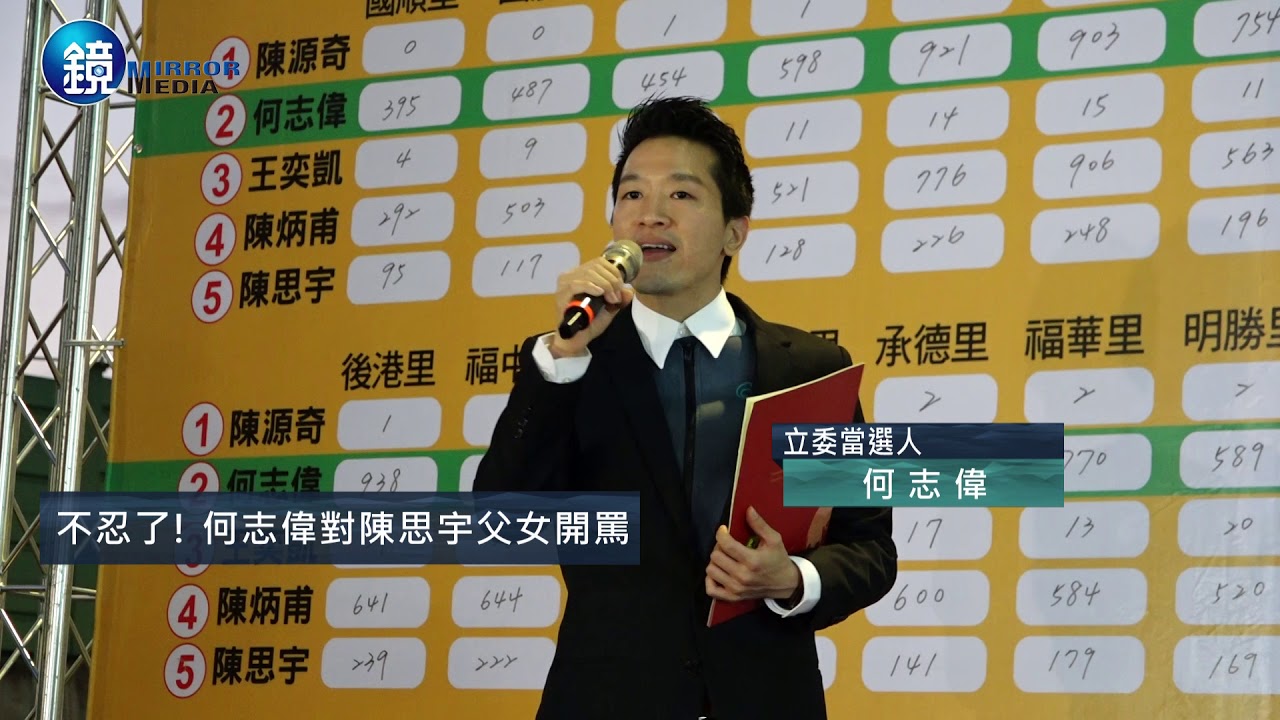 鏡 MIRROR MEDIA
國順里
1 陳源奇 0 0 1 1
2 何志偉 395 487 454 598 921 903 754
3 王奕凱 4 9 11 14 15 11
4 陳炳甫 292 503 521 776 906 563
5 陳思宇 95 117 128 226 248 196
後港里 福中 里 承德里 福華里 明勝里
1 陳源奇 1 2 2 2
2 何志偉 938 770 589
立委當選人
何志偉
不忍了! 何志偉對陳思宇父女開罵
3 王奕凱 17 13 20
4 陳炳甫 641 644 600 584 520
5 陳思宇 239 222 141 179 169